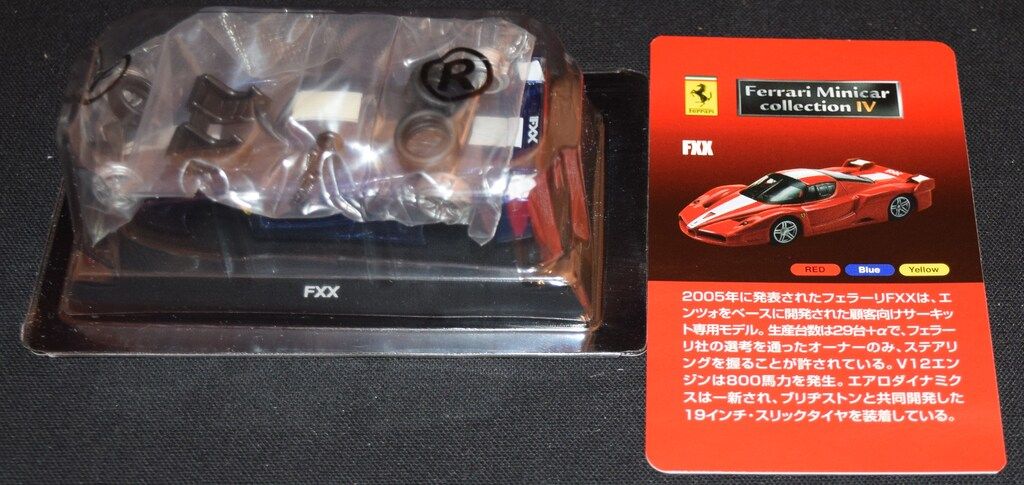 ®
FXX
FXX
Ferrari
Ferrari Minicar
collection IV
FXX
RED Blue Yellow
2005年に発表されたフェラーリFXXは、エ
ンツォをベースに開発された顧客向けサーキッ
ト専用モデル。生産台数は29台+αで、フェラー
リ社の選考を通ったオーナーのみ、ステアリ
ングを握ることが許されている。V12エン
ジンは800馬力を発生。エアロダイナミク
スは一新され、ブリヂストンと共同開発した
19インチ・スリックタイヤを装着している。